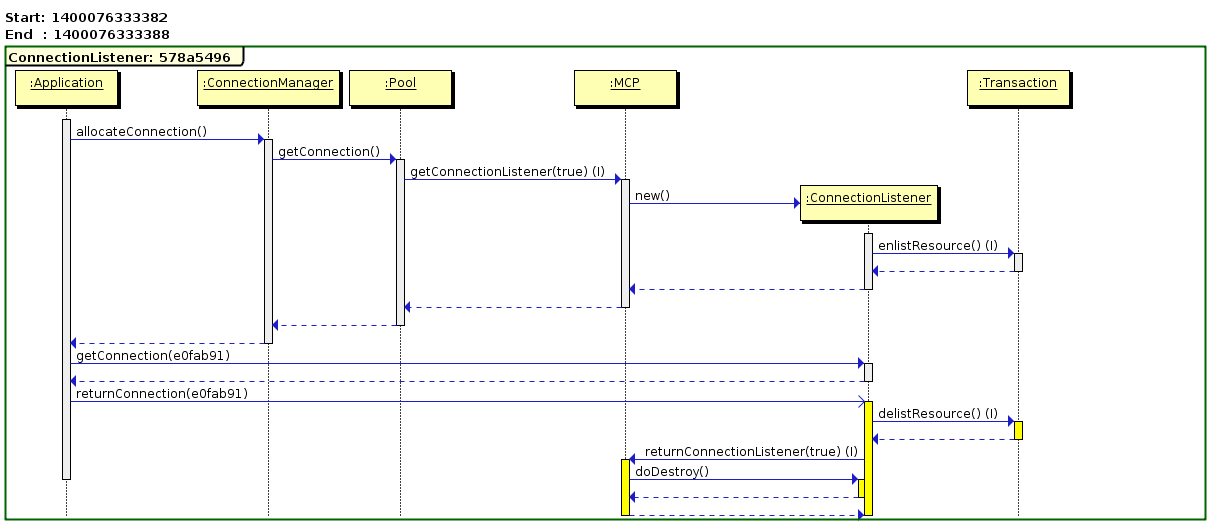 Start: 1400076333382
End  : 1400076333388
ConnectionListener: 578a5496
:Application
:ConnectionManager
:Pool
:MCP
:Transaction
allocateConnection()
getConnection()
getConnectionListener(true) (I)
new()
:ConnectionListener
enlistResource() (I)
getConnection(e0fab91)
returnConnection(e0fab91)
delistResource() (I)
returnConnectionListener(true) (I)
doDestroy()